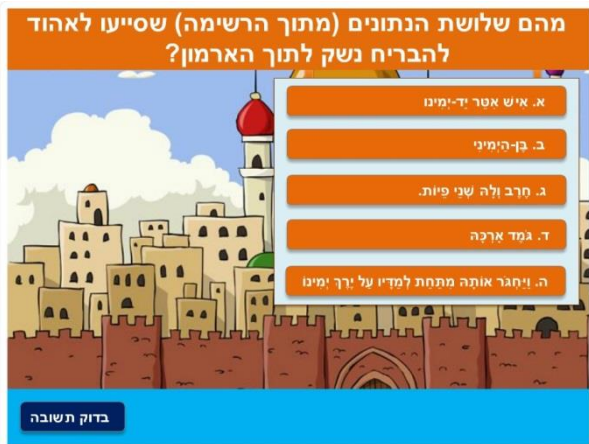 מהם שלושת הנתונים (מתוך הרשימה) שסייעו לאהוד
להבריח נשק לתוך הארמון?
א. אִישׁ אִטֵּר יַד-יְמִינוֹ
ב. בֶּן-הַיְמִינִי
ג. חֶרֶב וְלָהּ שְׁנֵי פֵיוֹת.
ד. גֹּמֶד אָרְכָּהּ
ה. וַיַּחְגֹּר אוֹתָהּ מִתַּחַת לְמַדָּיו עַל יֶרֶךְ יְמִינוֹ
בדוק תשובה